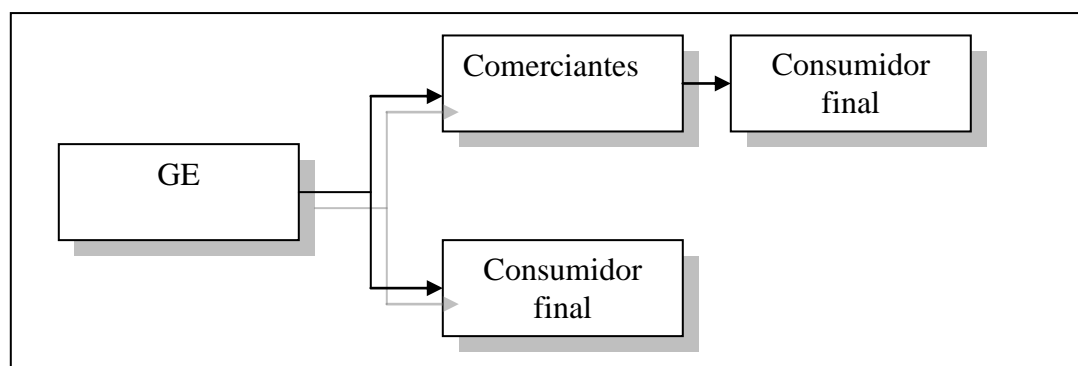 Comerciantes
Consumidor
final
GE
Consumidor
final